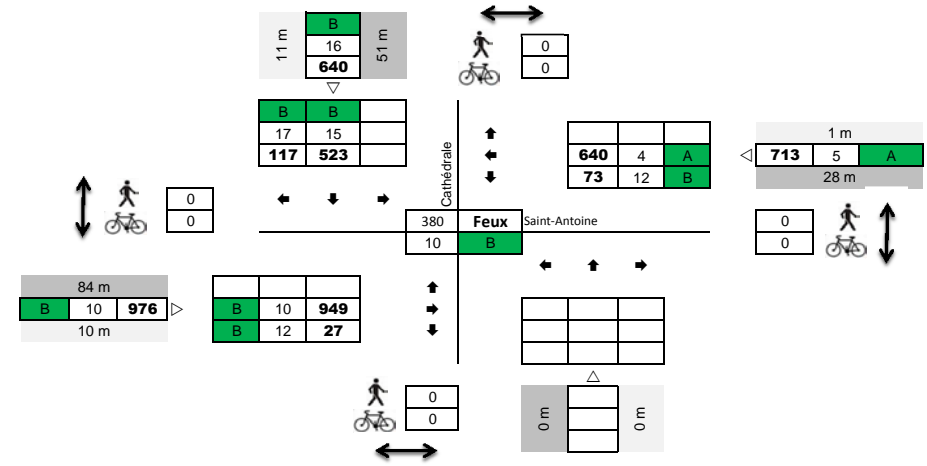 B
16
640
11 m
51 m
0
0
B B
17 15
117 523
640 4 A
73 12 B
1 m
713 5 A
28 m
Cathédrale
0
0
380 Feux Saint-Antoine
10 B
0
0
84 m
B 10 976
10 m
B 10 949
B 12 27
0
0
0 m
0 m